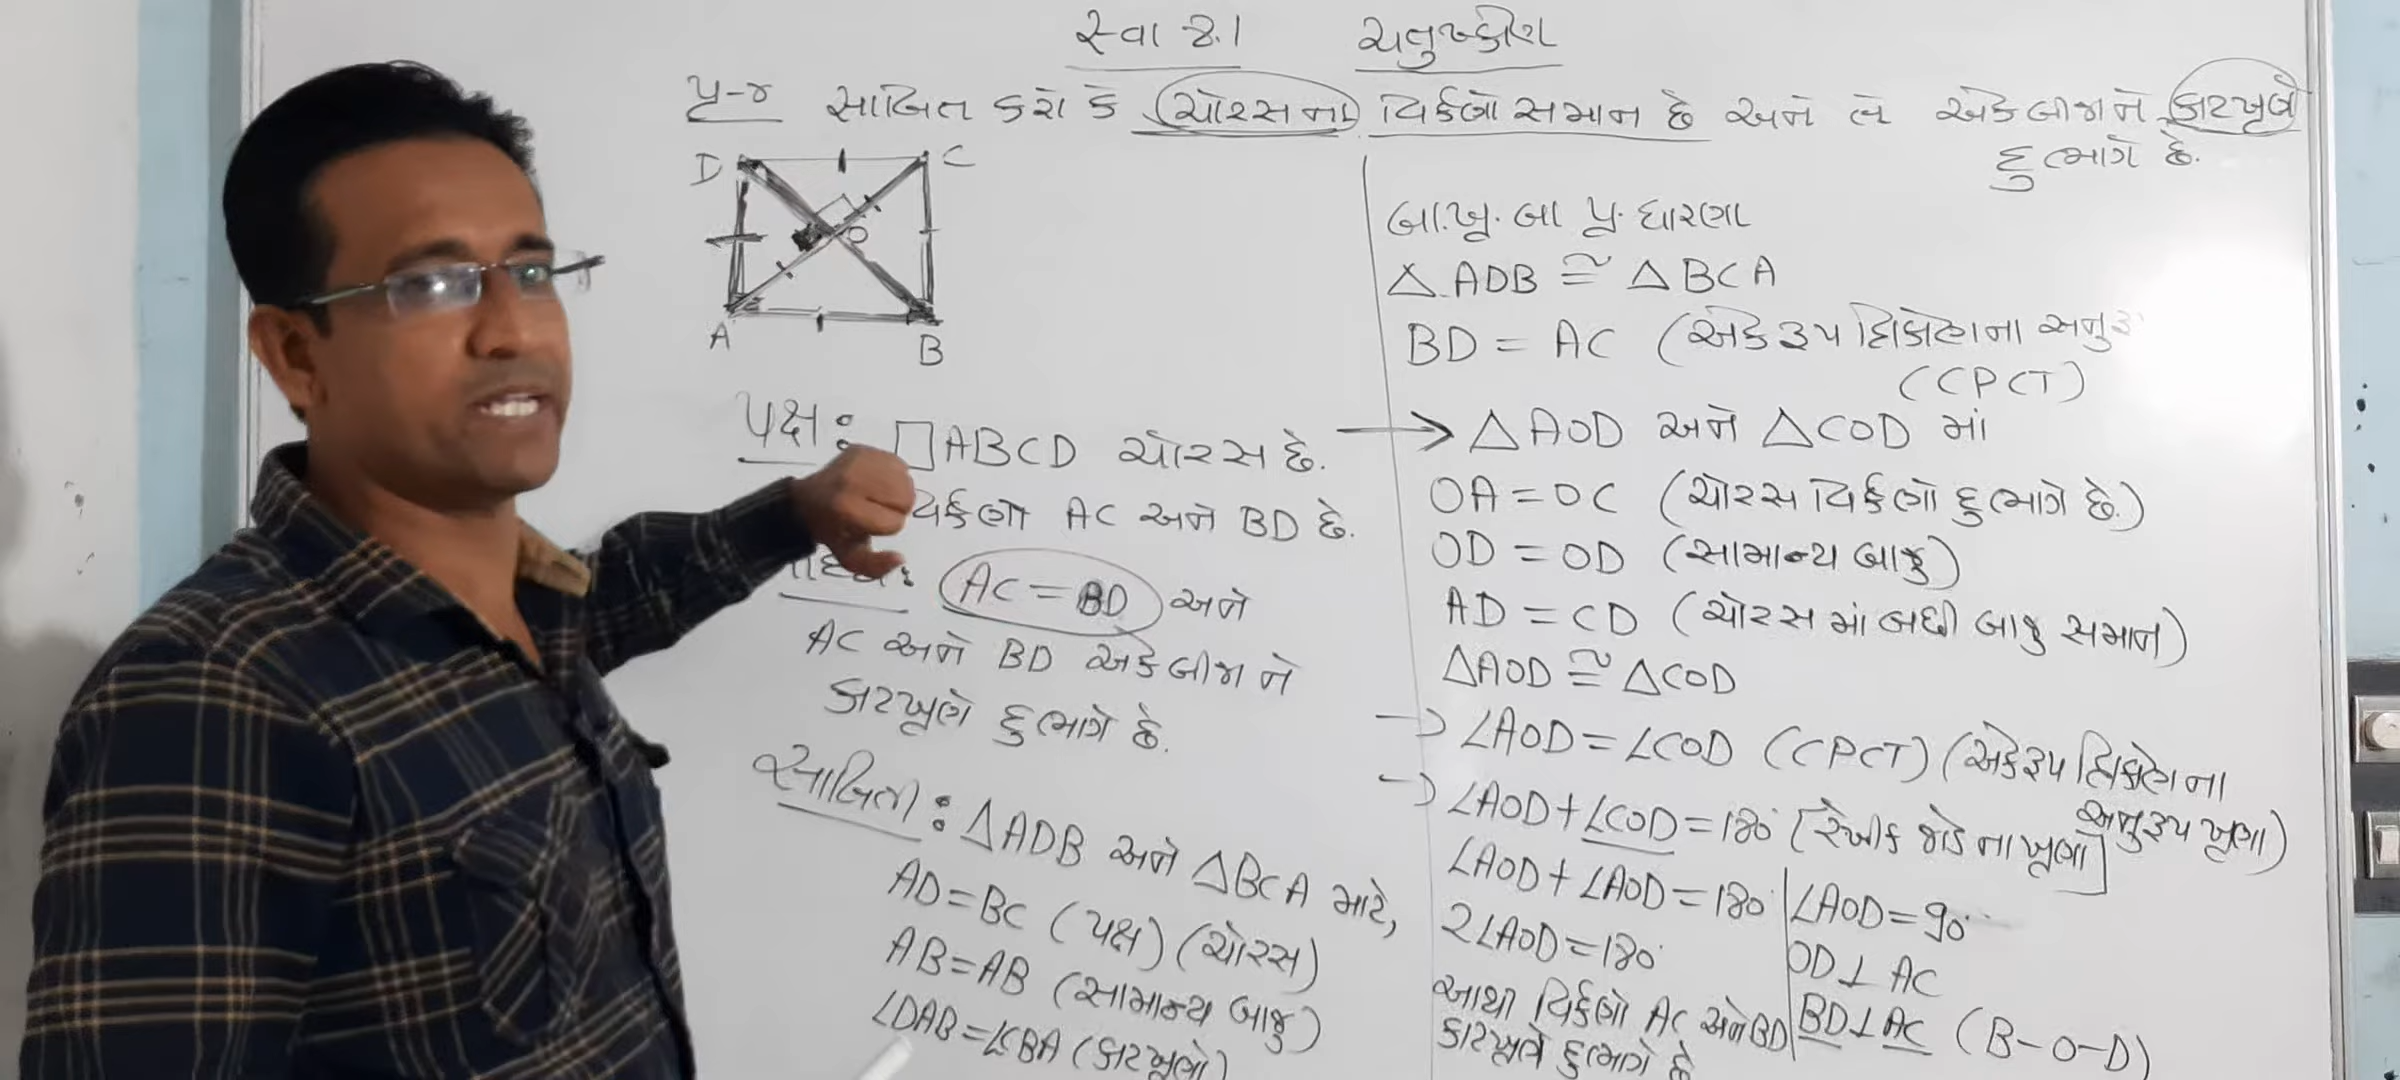 સ્વા 8.1 ચતુષ્કોણ
પ્ર-૪ સાબિત કરો કે ચોરસના વિકર્ણો સમાન છે અને તે એકબીજાને કાટખૂણે
દુભાગે છે.
D C
O
A B
પક્ષ: □ABCD ચોરસ છે.
વિકર્ણો AC અને BD છે.
AC = BD અને
AC અને BD એકબીજાને
કાટખૂણે દુભાગે છે.
સાબિતી: △ADB અને △BCA માટે,
AD=BC (પક્ષ) (ચોરસ)
AB=AB (સામાન્ય બાજુ)
∠DAB=∠CBA (કાટખૂણો)
બા.ખૂ.બા પૂ.ધારણા
△ADB ≅ △BCA
BD = AC (એકરૂપ ત્રિકોણના
(CPCT)
→ △AOD અને △COD માં
OA = OC (ચોરસ વિકર્ણો દુભાગે છે.)
OD = OD (સામાન્ય બાજુ)
AD = CD (ચોરસમાં બધી બાજુ સમાન)
△AOD ≅ △COD
→ ∠AOD = ∠COD (CPCT) (એકરૂપ ત્રિકોણના
અનુરૂપ ખૂણા)
→ ∠AOD + ∠COD = 180° [રેખીક જોડના ખૂણા]
∠AOD + ∠AOD = 180°
2∠AOD = 180°
આથી વિકર્ણો AC અને BD
કાટખૂણે દુભાગે છે
∠AOD = 90°
OD⊥AC
BD⊥AC (B-O-D)